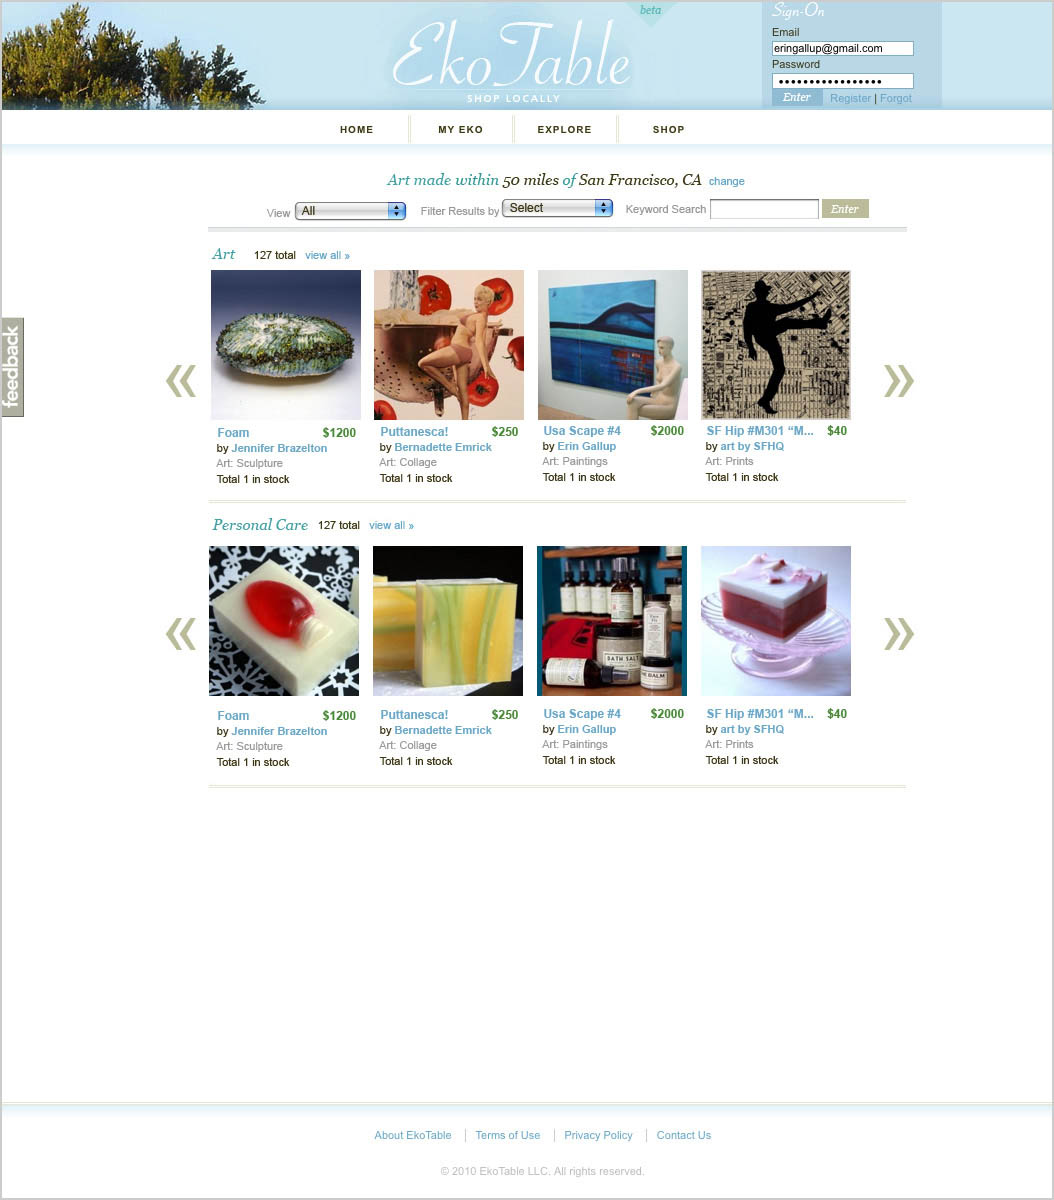 beta
EkoTable
SHOP LOCALLY
Sign-On
Email
eringallup@gmail.com
Password
•••••••••••••••••
Enter Register | Forgot
HOME MY EKO EXPLORE SHOP
Art made within 50 miles of San Francisco, CA change
View All Filter Results by Select Keyword Search Enter
Art 127 total view all »
feedback
Foam $1200 Puttanesca! $250 Usa Scape #4 $2000 SF Hip #M301 “M... $40
by Jennifer Brazelton by Bernadette Emrick by Erin Gallup by art by SFHQ
Art: Sculpture Art: Collage Art: Paintings Art: Prints
Total 1 in stock Total 1 in stock Total 1 in stock Total 1 in stock
Personal Care 127 total view all »
BATH SALT
BALM
Foam $1200 Puttanesca! $250 Usa Scape #4 $2000 SF Hip #M301 “M... $40
by Jennifer Brazelton by Bernadette Emrick by Erin Gallup by art by SFHQ
Art: Sculpture Art: Collage Art: Paintings Art: Prints
Total 1 in stock Total 1 in stock Total 1 in stock Total 1 in stock
About EkoTable Terms of Use Privacy Policy Contact Us
© 2010 EkoTable LLC. All rights reserved.